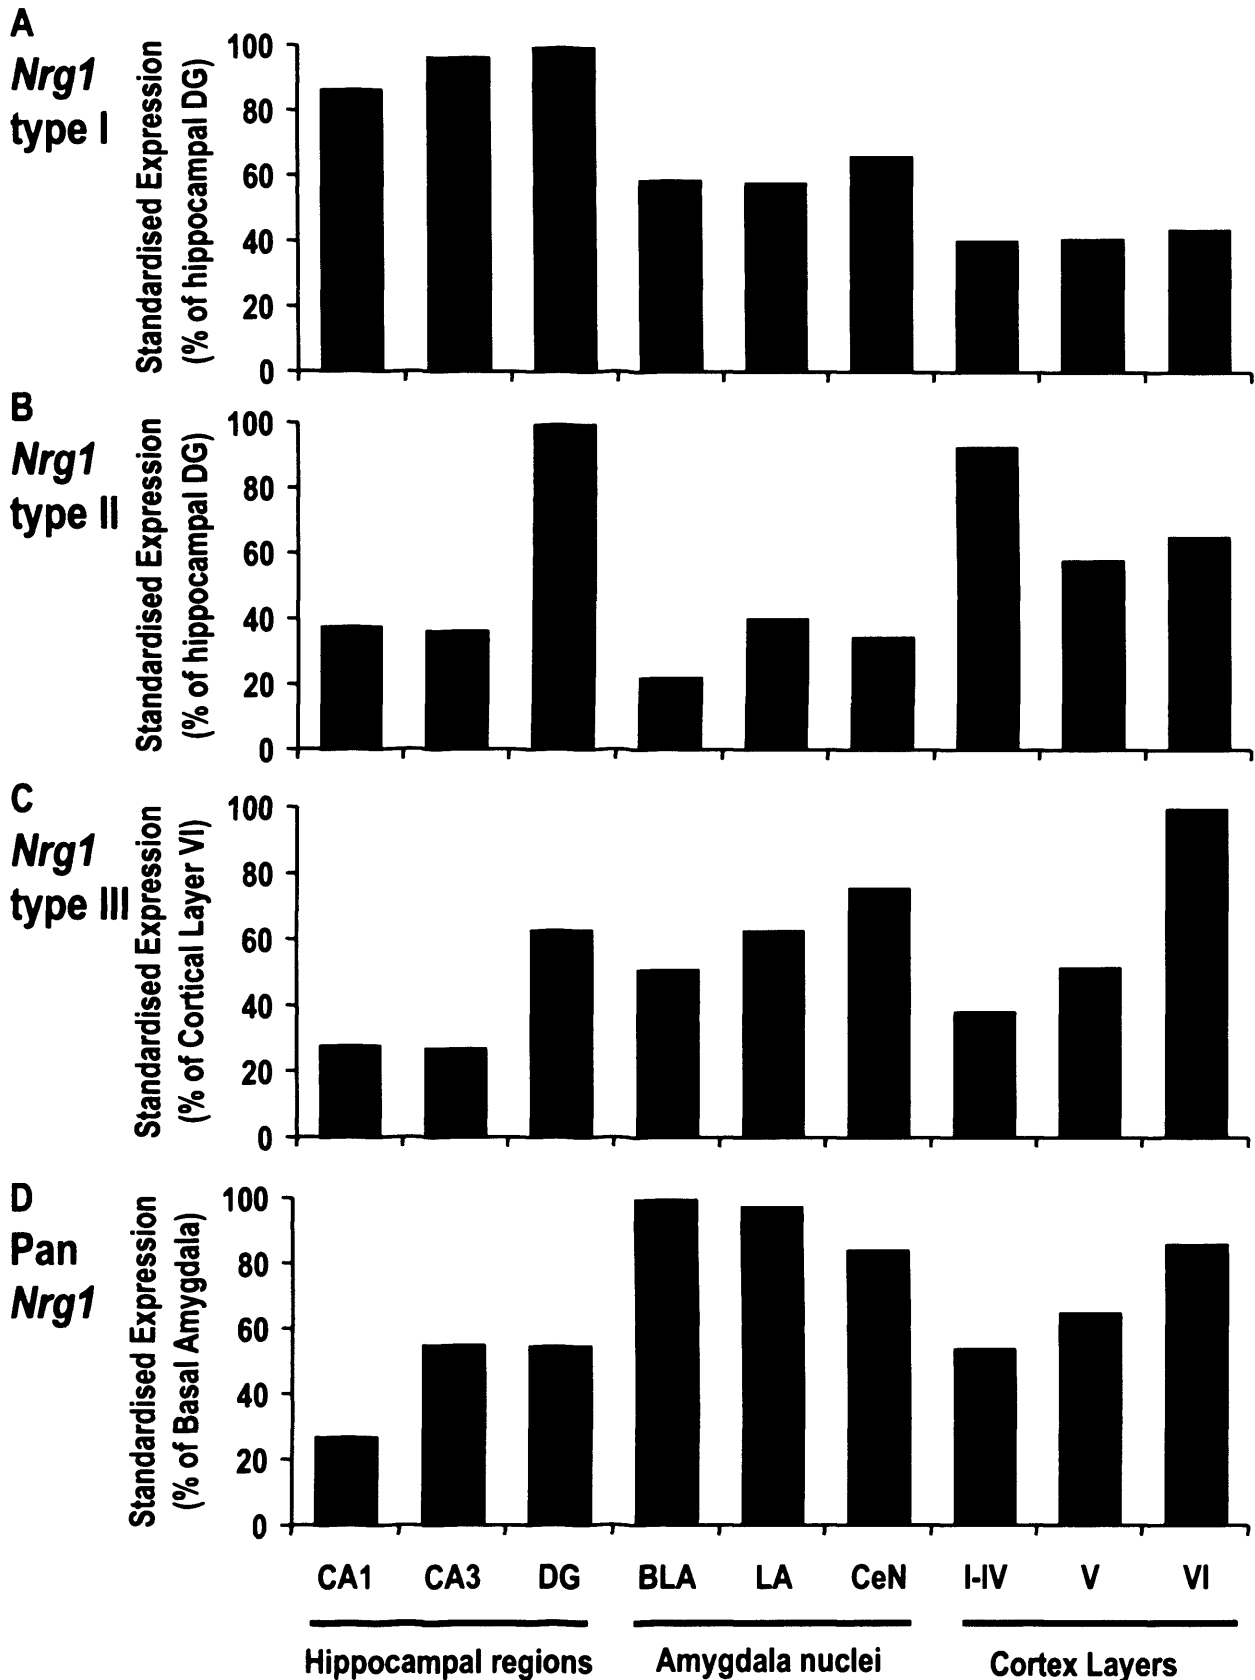 A
Nrg1
type I
Standardised Expression
(% of hippocampal DG)
100
80
60
40
20
0
B
Nrg1
type II
Standardised Expression
(% of hippocampal DG)
100
80
60
40
20
0
C
Nrg1
type III
Standardised Expression
(% of Cortical Layer VI)
100
80
60
40
20
0
D
Pan
Nrg1
Standardised Expression
(% of Basal Amygdala)
100
80
60
40
20
0
CA1 CA3 DG BLA LA CeN I-IV V VI
Hippocampal regions Amygdala nuclei Cortex Layers